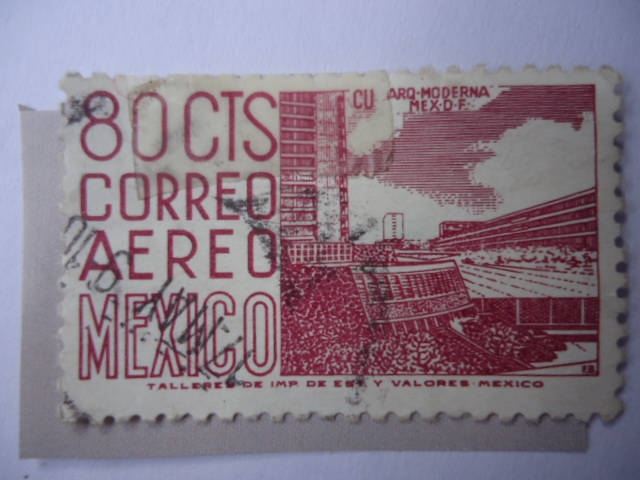 80 CTS
CORREO
AEREO
MEXICO
CU
ARQ-MODERNA
MEX-D-F-
TALLERES DE IMP. DE EST. Y VALORES-MEXICO